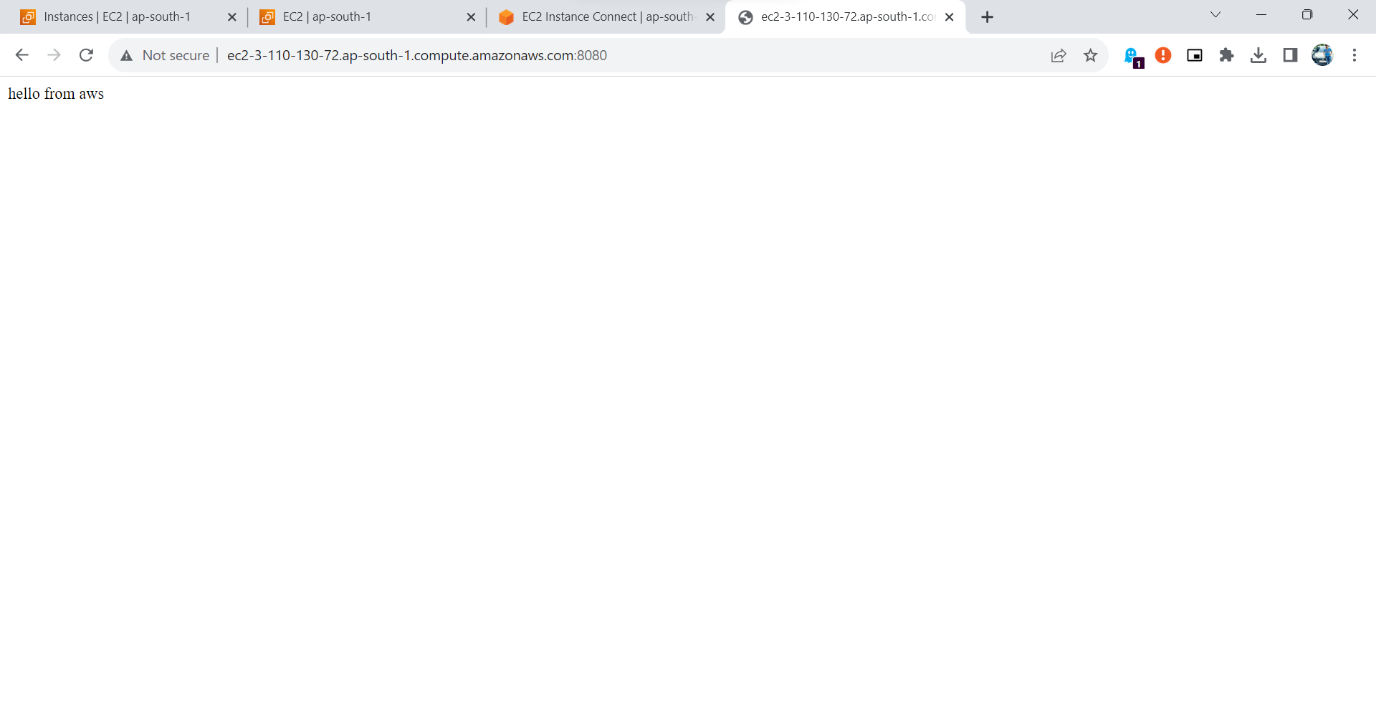 Instances | EC2 | ap-south-1
EC2 | ap-south-1
EC2 Instance Connect | ap-south-
ec2-3-110-130-72.ap-south-1.co
Not secure
ec2-3-110-130-72.ap-south-1.compute.amazonaws.com:8080
1
hello from aws